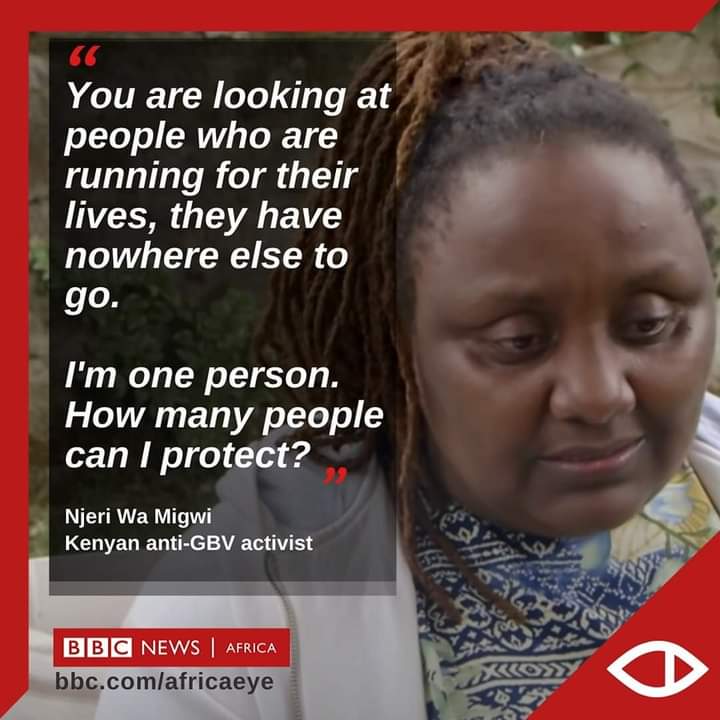 “
You are looking at
people who are
running for their
lives, they have
nowhere else to
go.
I'm one person.
How many people
can I protect?
”
Njeri Wa Migwi
Kenyan anti-GBV activist
BBC NEWS | AFRICA
bbc.com/africaeye